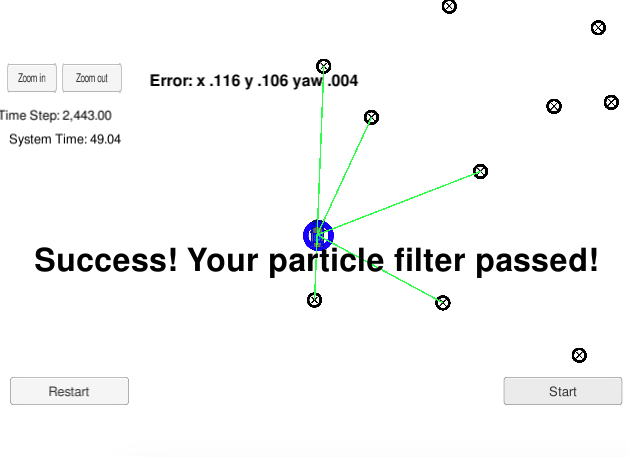 Zoom in
Zoom out
Error: x .116 y .106 yaw .004
Time Step: 2,443.00
System Time: 49.04
Success! Your particle filter passed!
Restart
Start